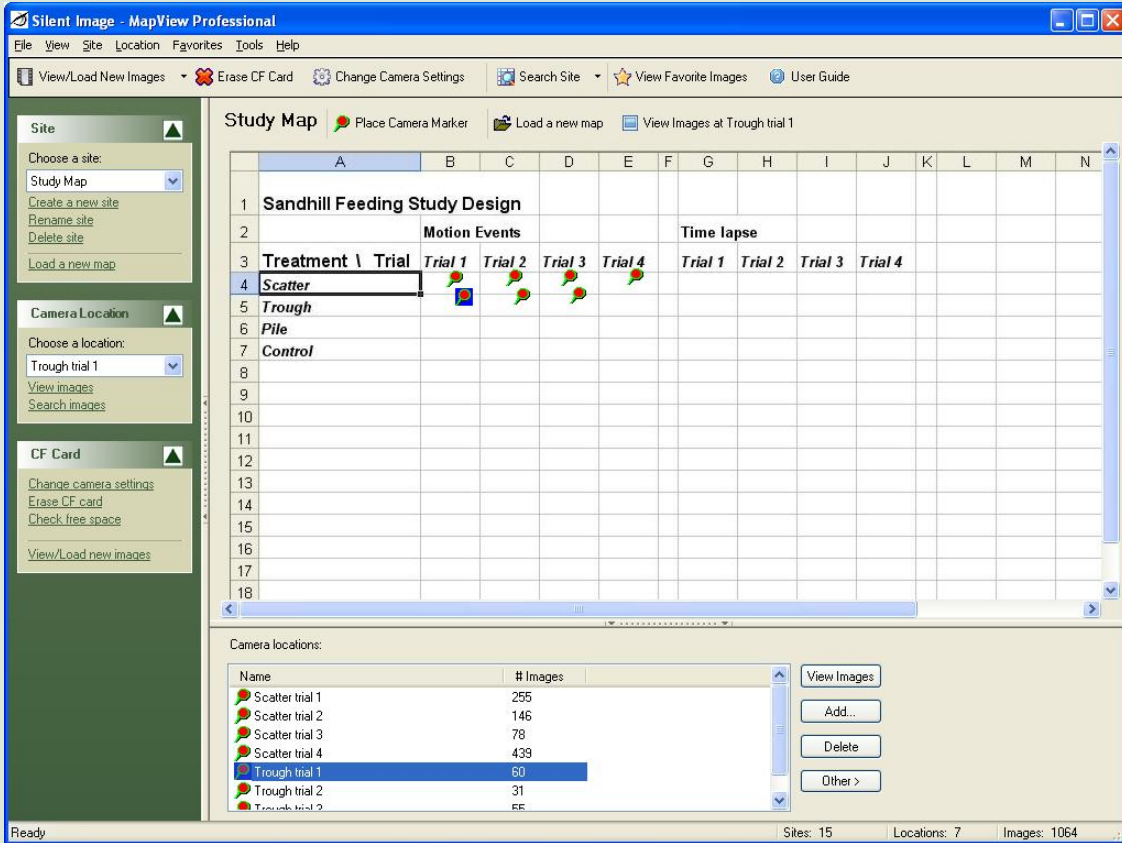 Silent Image - MapView Professional
File View Site Location Favorites Tools Help
View/Load New Images Erase CF Card Change Camera Settings Search Site View Favorite Images User Guide
Site
Choose a site:
Study Map
Create a new site
Rename site
Delete site
Load a new map
Camera Location
Choose a location:
Trough trial 1
View images
Search images
CF Card
Change camera settings
Erase CF card
Check free space
View/Load new images
Study Map Place Camera Marker Load a new map View Images at Trough trial 1
A B C D E F G H I J K L M N
1 Sandhill Feeding Study Design
2 Motion Events Time lapse
3 Treatment \ Trial Trial 1 Trial 2 Trial 3 Trial 4 Trial 1 Trial 2 Trial 3 Trial 4
4 Scatter
5 Trough
6 Pile
7 Control
8
9
10
11
12
13
14
15
16
17
18
Camera locations:
Name # Images
Scatter trial 1 255
Scatter trial 2 146
Scatter trial 3 78
Scatter trial 4 439
Trough trial 1 60
Trough trial 2 31
Trough trial 3 55
View Images
Add...
Delete
Other >
Ready Sites: 15 Locations: 7 Images: 1064